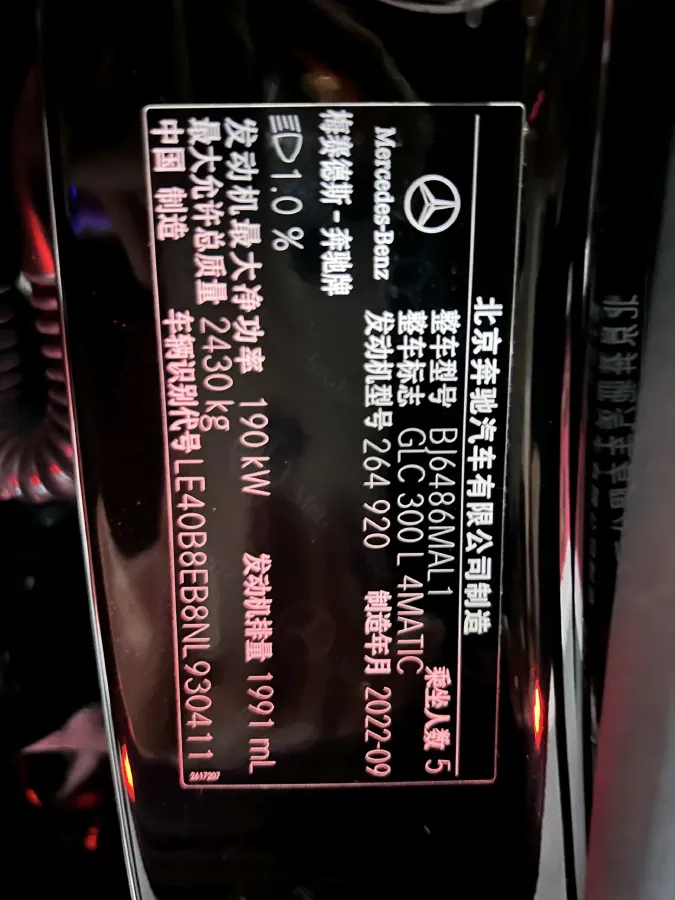 北京奔驰汽车有限公司制造
Mercedes-Benz
整车型号 BJ6486MAL1 乘坐人数 5
整车标志 GLC 300 L 4MATIC
梅赛德斯-奔驰牌 发动机型号 264 920 制造年月 2022-09
1.0 %
发动机最大净功率 190 kW 发动机排量 1991 mL
最大允许总质量 2430 kg
中国 制造 车辆识别代号 LE40B8EB8NL930411
2617207